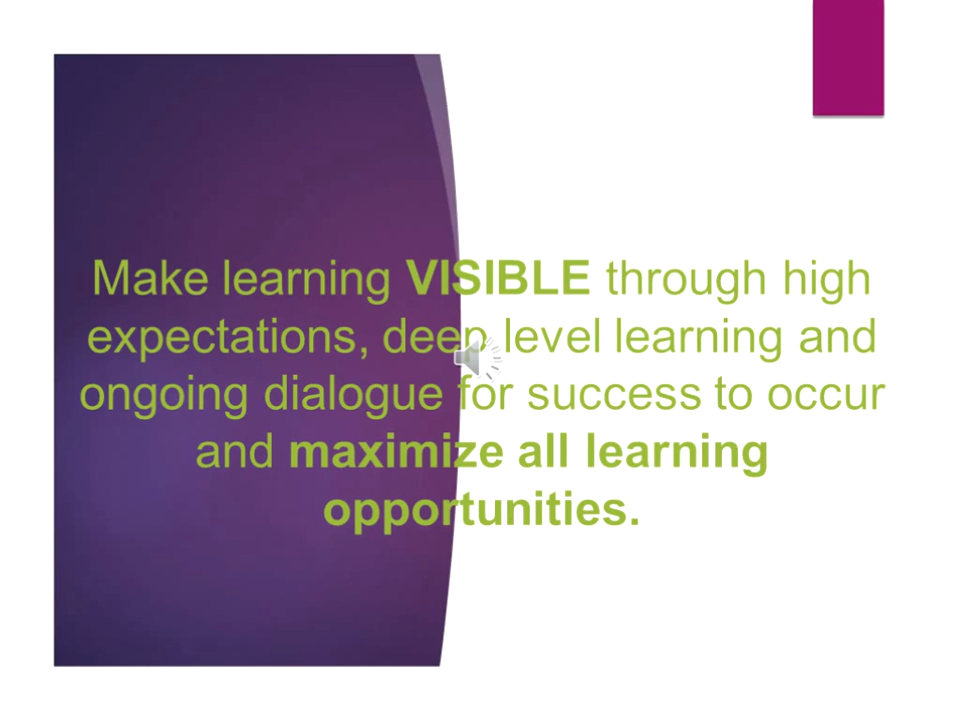 Make learning VISIBLE through high
expectations, deep level learning and
ongoing dialogue for success to occur
and maximize all learning
opportunities.